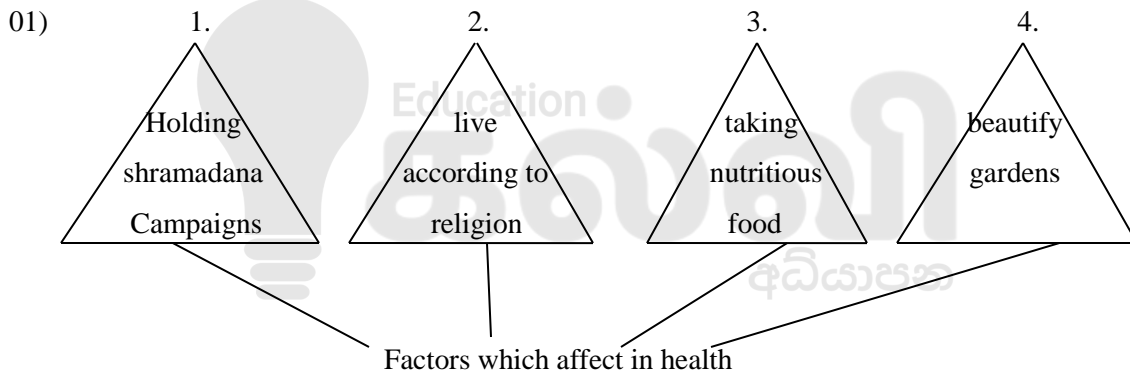 01) 1. 2. 3. 4.
Holding live taking beautify
shramadana according to nutritious gardens
Campaigns religion food
Education
கல்வி
අධ්‍යාපන
Factors which affect in health